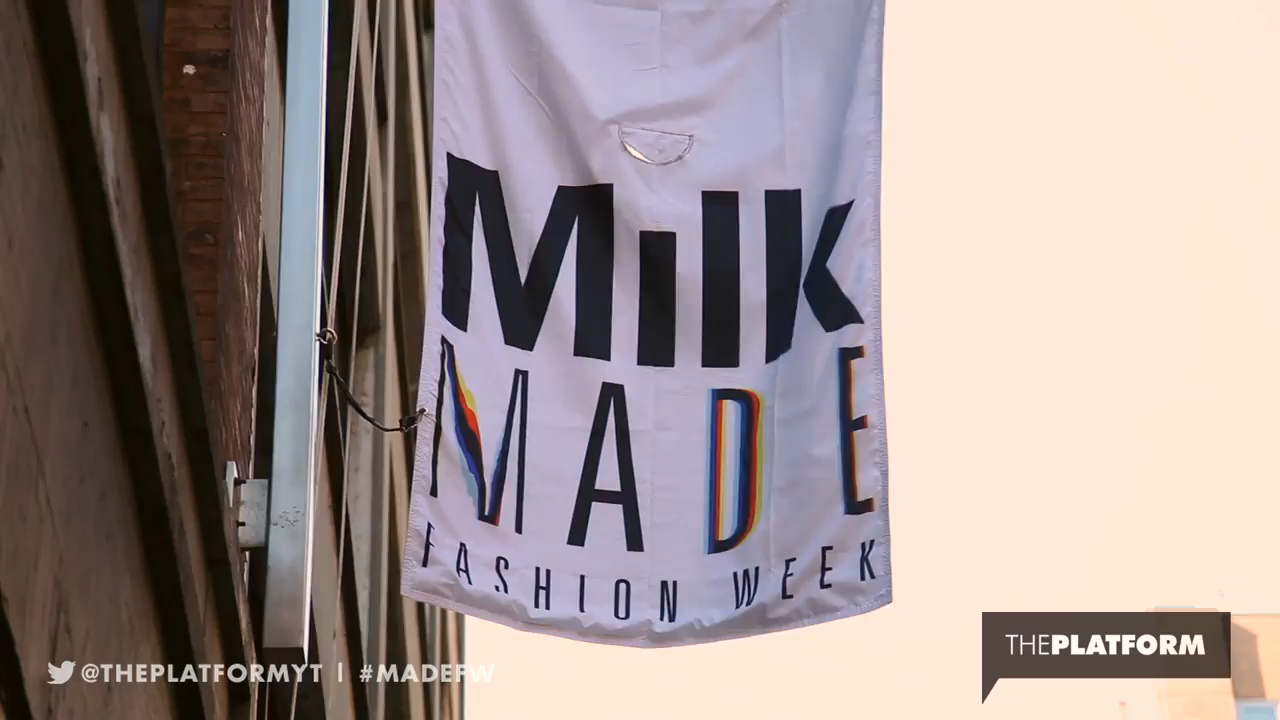 Milk
MADE
FASHION WEEK
THEPLATFORM
@THEPLATFORMYT | #MADEFW